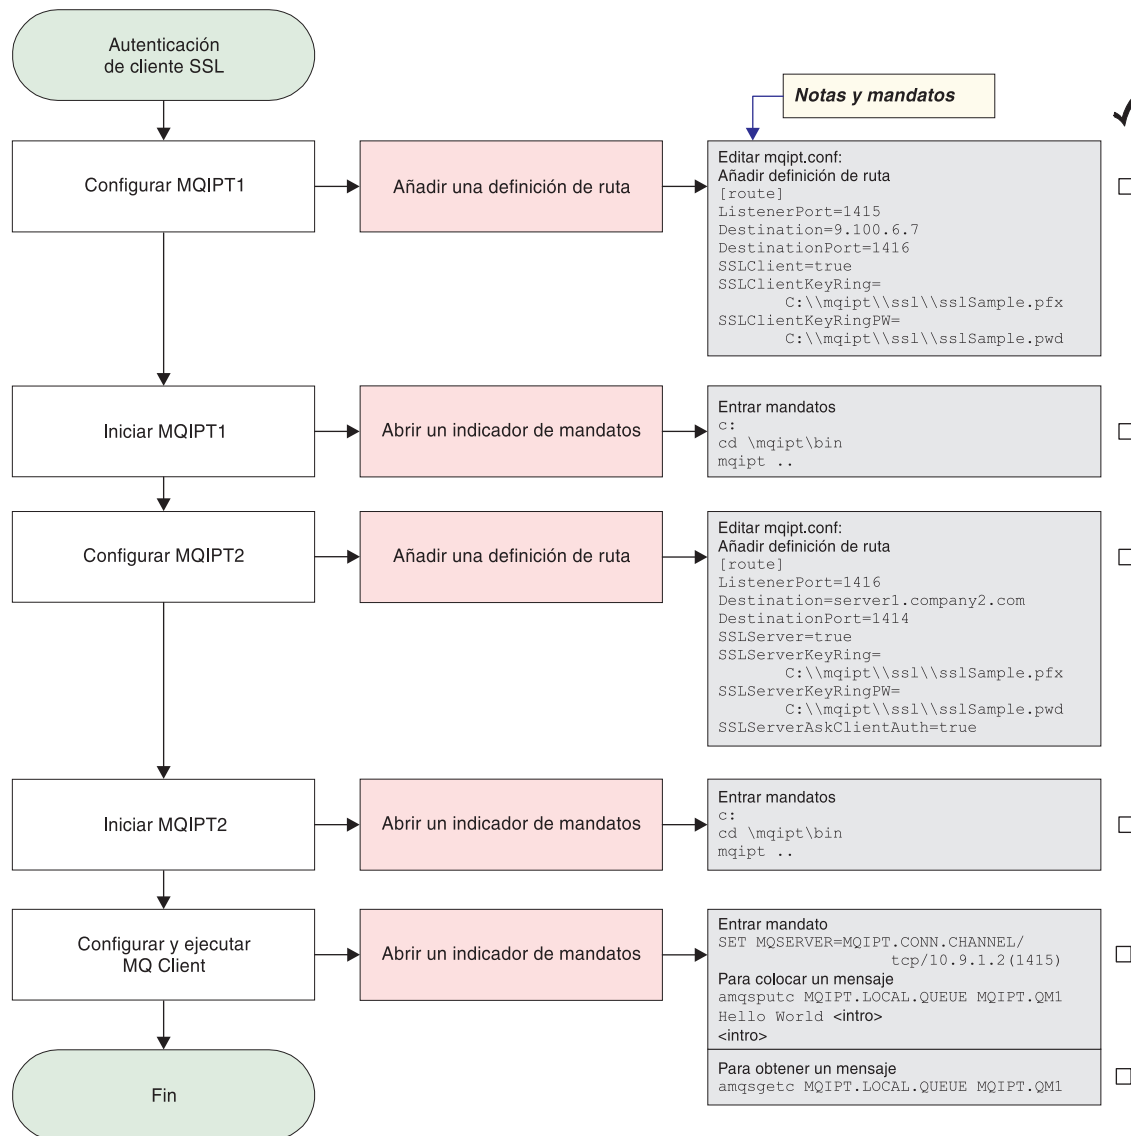 Autenticación
de cliente SSL
Notas y mandatos
Configurar MQIPT1
Añadir una definición de ruta
Editar mqipt.conf:
Añadir definición de ruta
[route]
ListenerPort=1415
Destination=9.100.6.7
DestinationPort=1416
SSLClient=true
SSLClientKeyRing=
C:\\mqipt\\ssl\\sslSample.pfx
SSLClientKeyRingPW=
C:\\mqipt\\ssl\\sslSample.pwd
Iniciar MQIPT1
Abrir un indicador de mandatos
Entrar mandatos
c:
cd \mqipt\bin
mqipt ..
Configurar MQIPT2
Añadir una definición de ruta
Editar mqipt.conf:
Añadir definición de ruta
[route]
ListenerPort=1416
Destination=server1.company2.com
DestinationPort=1414
SSLServer=true
SSLServerKeyRing=
C:\\mqipt\\ssl\\sslSample.pfx
SSLServerKeyRingPW=
C:\\mqipt\\ssl\\sslSample.pwd
SSLServerAskClientAuth=true
Iniciar MQIPT2
Abrir un indicador de mandatos
Entrar mandatos
c:
cd \mqipt\bin
mqipt ..
Configurar y ejecutar
MQ Client
Abrir un indicador de mandatos
Entrar mandato
SET MQSERVER=MQIPT.CONN.CHANNEL/
tcp/10.9.1.2(1415)
Para colocar un mensaje
amqsputc MQIPT.LOCAL.QUEUE MQIPT.QM1
Hello World <intro>
<intro>
Para obtener un mensaje
amqsgetc MQIPT.LOCAL.QUEUE MQIPT.QM1
Fin